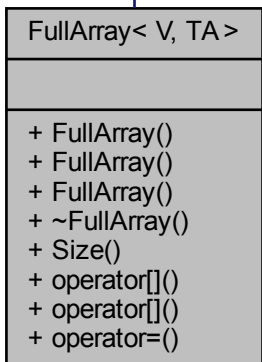 FullArray< V, TA >
+ FullArray()
+ FullArray()
+ FullArray()
+ ~FullArray()
+ Size()
+ operator[]()
+ operator[]()
+ operator=()